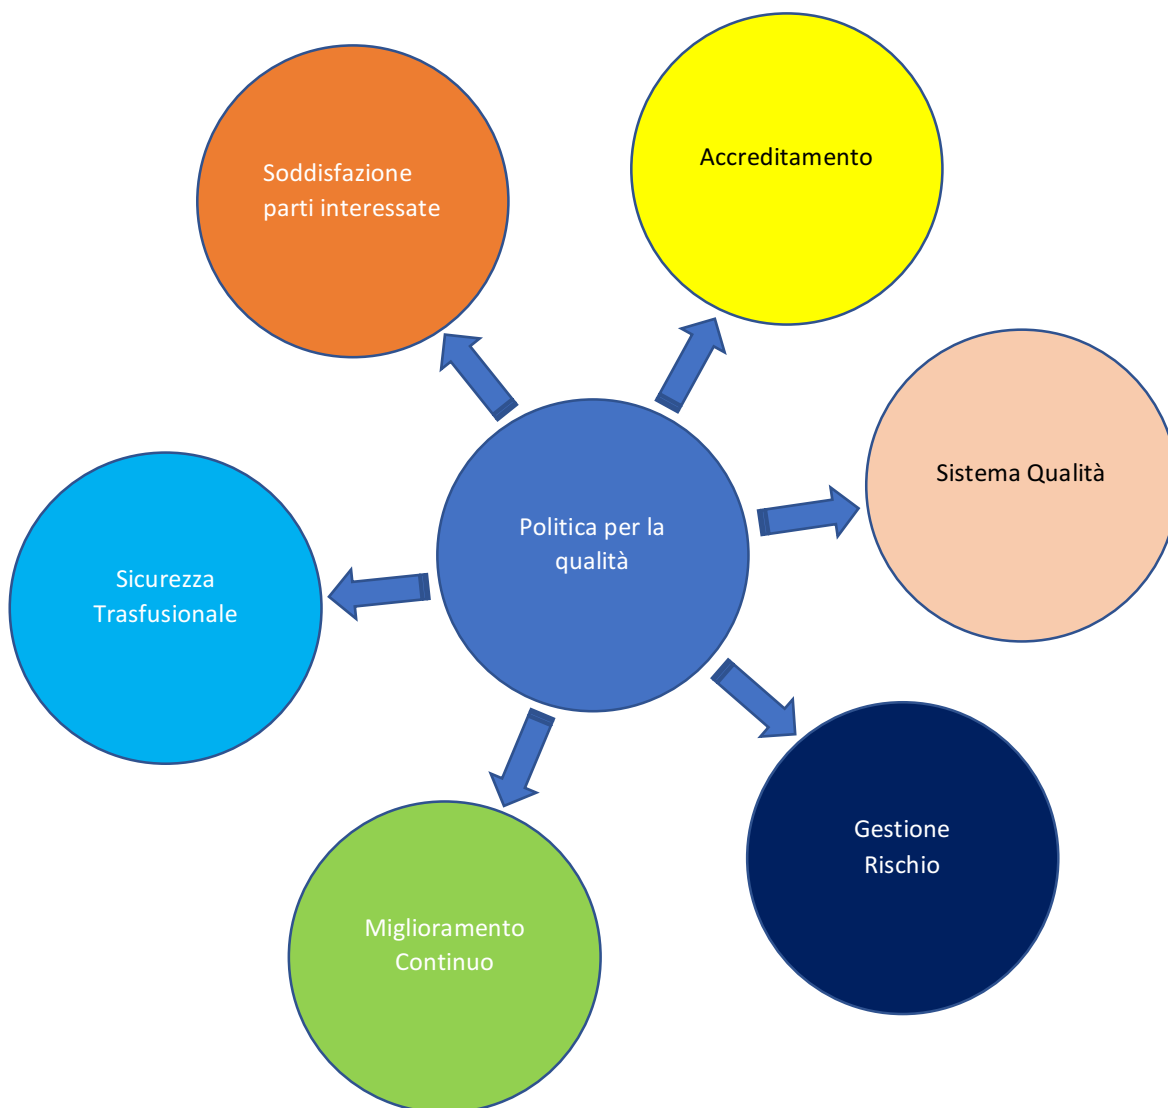 Soddisfazione
parti interessate
Accreditamento
Sistema Qualità
Politica per la
qualità
Sicurezza
Trasfusionale
Gestione
Rischio
Miglioramento
Continuo